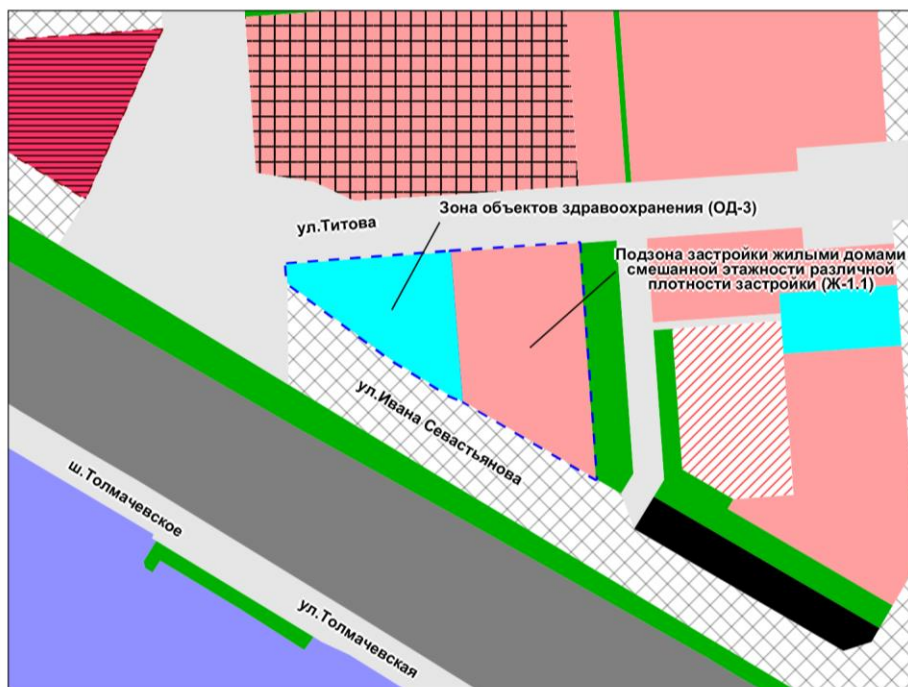 ул.Титова
Зона объектов здравоохранения (ОД-3)
Подзона застройки жилыми домами
смешанной этажности различной
плотности застройки (Ж-1.1)
ул.Ивана Севастьянова
ш.Толмачевское
ул.Толмачевская